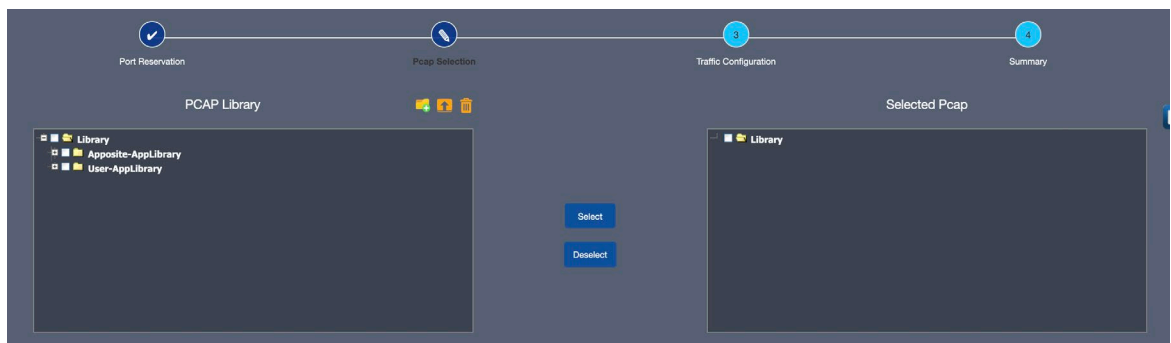 3
4
Port Reservation
Pcap Selection
Traffic Configuration
Summary
PCAP Library
Selected Pcap
Library
Apposite-AppLibrary
User-AppLibrary
Library
Select
Deselect